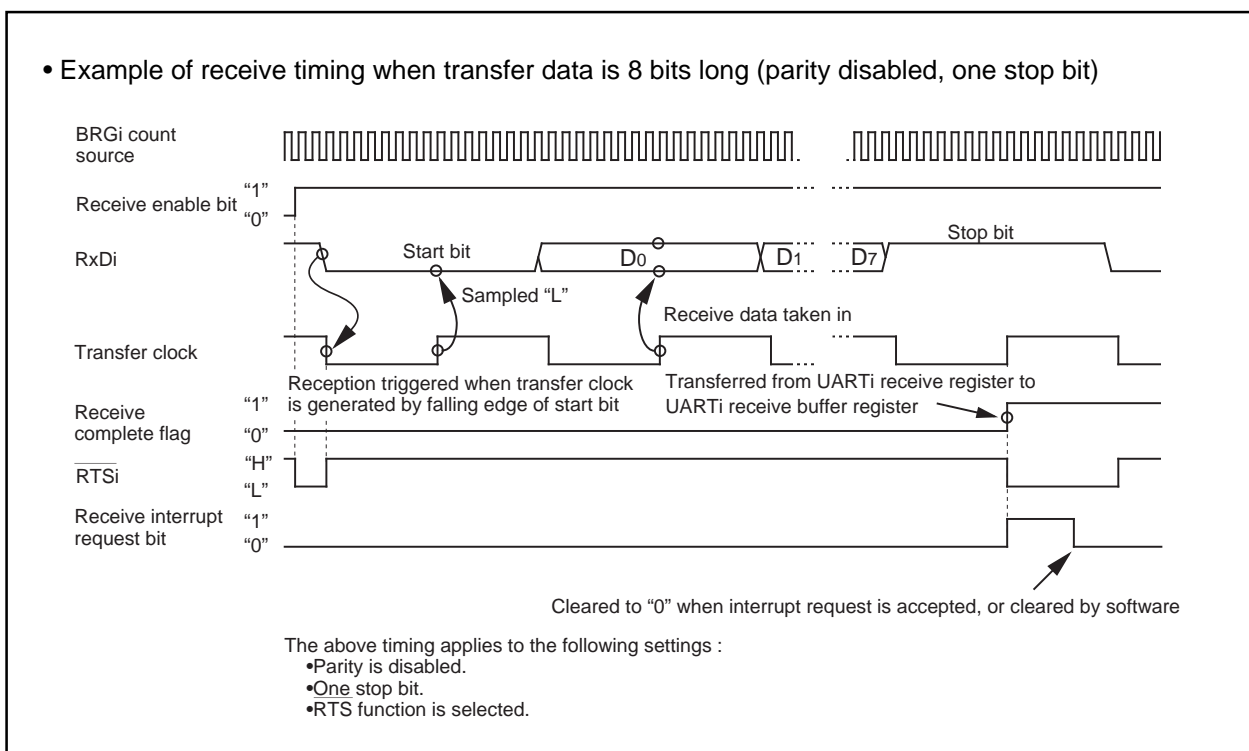 • Example of receive timing when transfer data is 8 bits long (parity disabled, one stop bit)
BRGi count
source
Receive enable bit
“1”
“0”
RxDi
Start bit
D0
D1
D7
Stop bit
Sampled “L”
Receive data taken in
Transfer clock
Reception triggered when transfer clock
is generated by falling edge of start bit
Transferred from UARTi receive register to
UARTi receive buffer register
Receive
complete flag
“1”
“0”
RTSi
“H”
“L”
Receive interrupt
request bit
“1”
“0”
Cleared to “0” when interrupt request is accepted, or cleared by software
The above timing applies to the following settings :
•Parity is disabled.
•One stop bit.
•RTS function is selected.